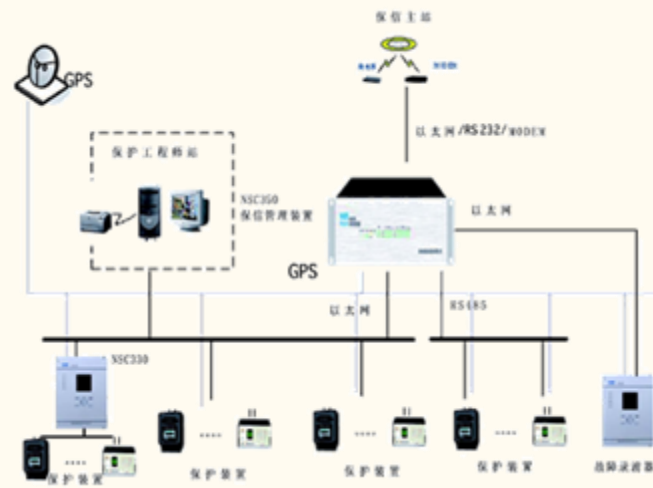 保信主站
MODEM
GPS
以太网/RS232/MODEM
保护工程师站
NSC350
保信管理装置
以太网
GPS
以太网
RS485
NSC330
保护装置
保护装置
保护装置
保护装置
故障录波器